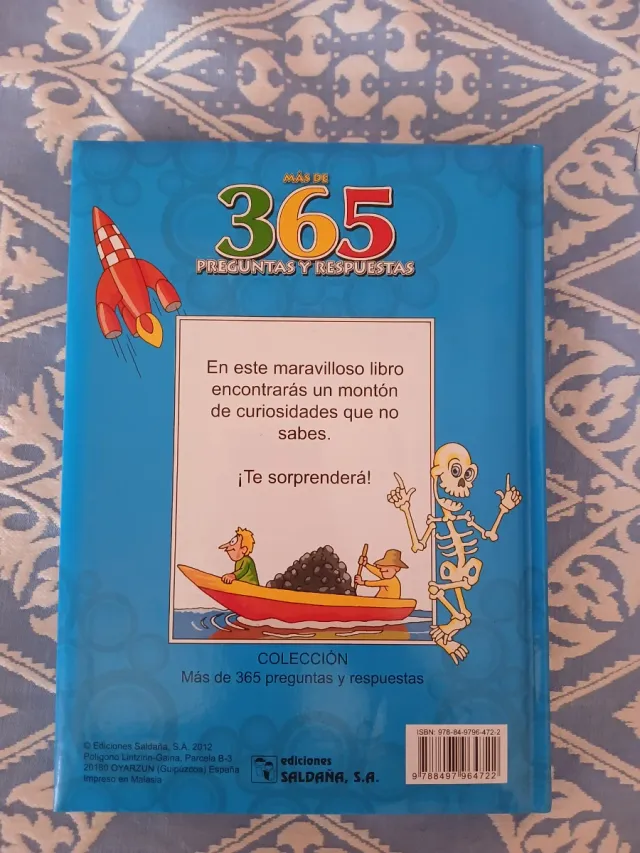 MÁS DE
365
PREGUNTAS Y RESPUESTAS
En este maravilloso libro
encontrarás un montón
de curiosidades que no
sabes.
¡Te sorprenderá!
COLECCIÓN
Más de 365 preguntas y respuestas
© Ediciones Saldaña, S.A. 2012
Polígono Lintzirin-Gaina, Parcela B-3
20180 OYARZUN (Guipúzcoa) España
Impreso en Malasia
ediciones
SALDAÑA, S.A.
ISBN: 978-84-9796-472-2
9 788497 964722